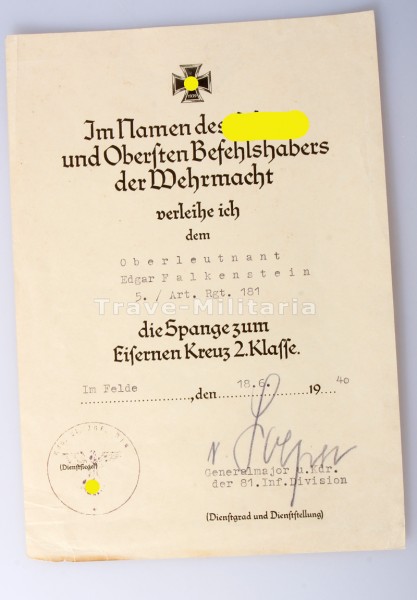 Im Namen des
und Obersten Befehlshabers
der Wehrmacht
verleihe ich
dem
Oberleutnant
Edgar Falkenstein
5. / Art. Rgt. 181
Trave-Militaria
die Spange zum
Eisernen Kreuz 2. Klasse.
Im Felde, den 18.6. 1940
(Dienstsiegel)
Generalmajor u. Kdr.
der 81.Inf.Division
(Dienstgrad und Dienststellung)